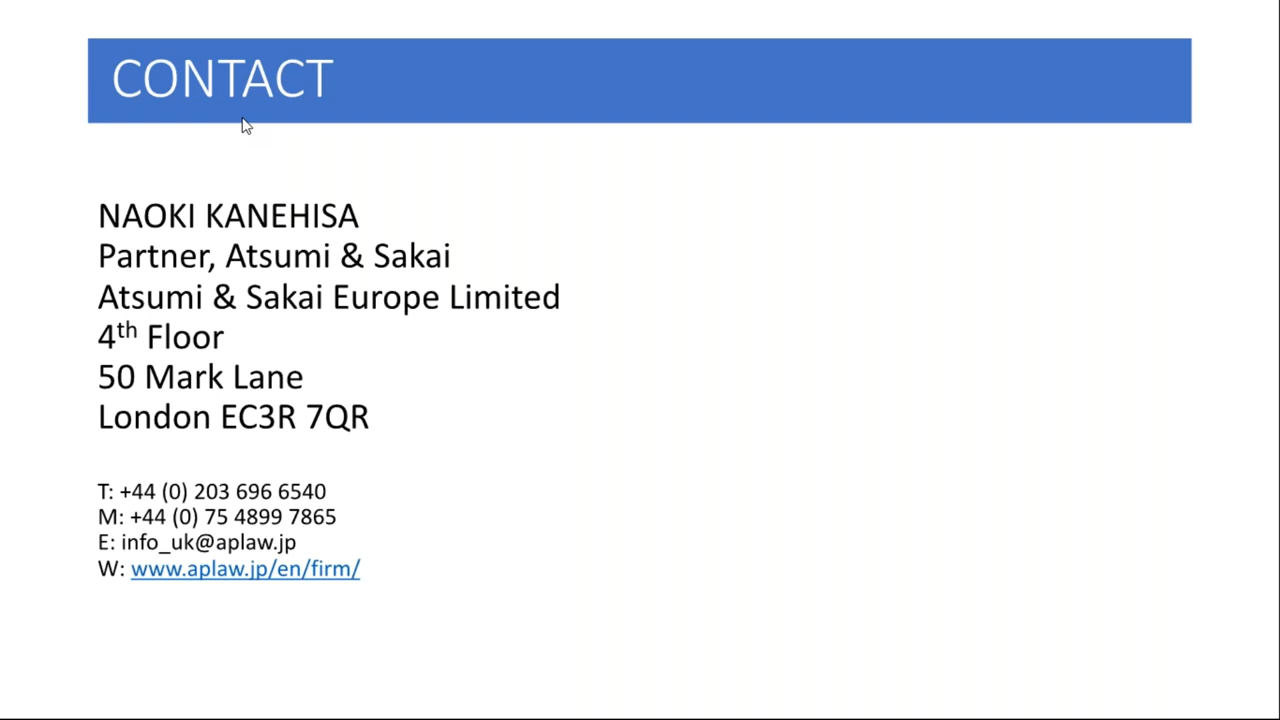 CONTACT
NAOKI KANEHISA
Partner, Atsumi & Sakai
Atsumi & Sakai Europe Limited
4th Floor
50 Mark Lane
London EC3R 7QR
T: +44 (0) 203 696 6540
M: +44 (0) 75 4899 7865
E: info_uk@aplaw.jp
W: www.aplaw.jp/en/firm/